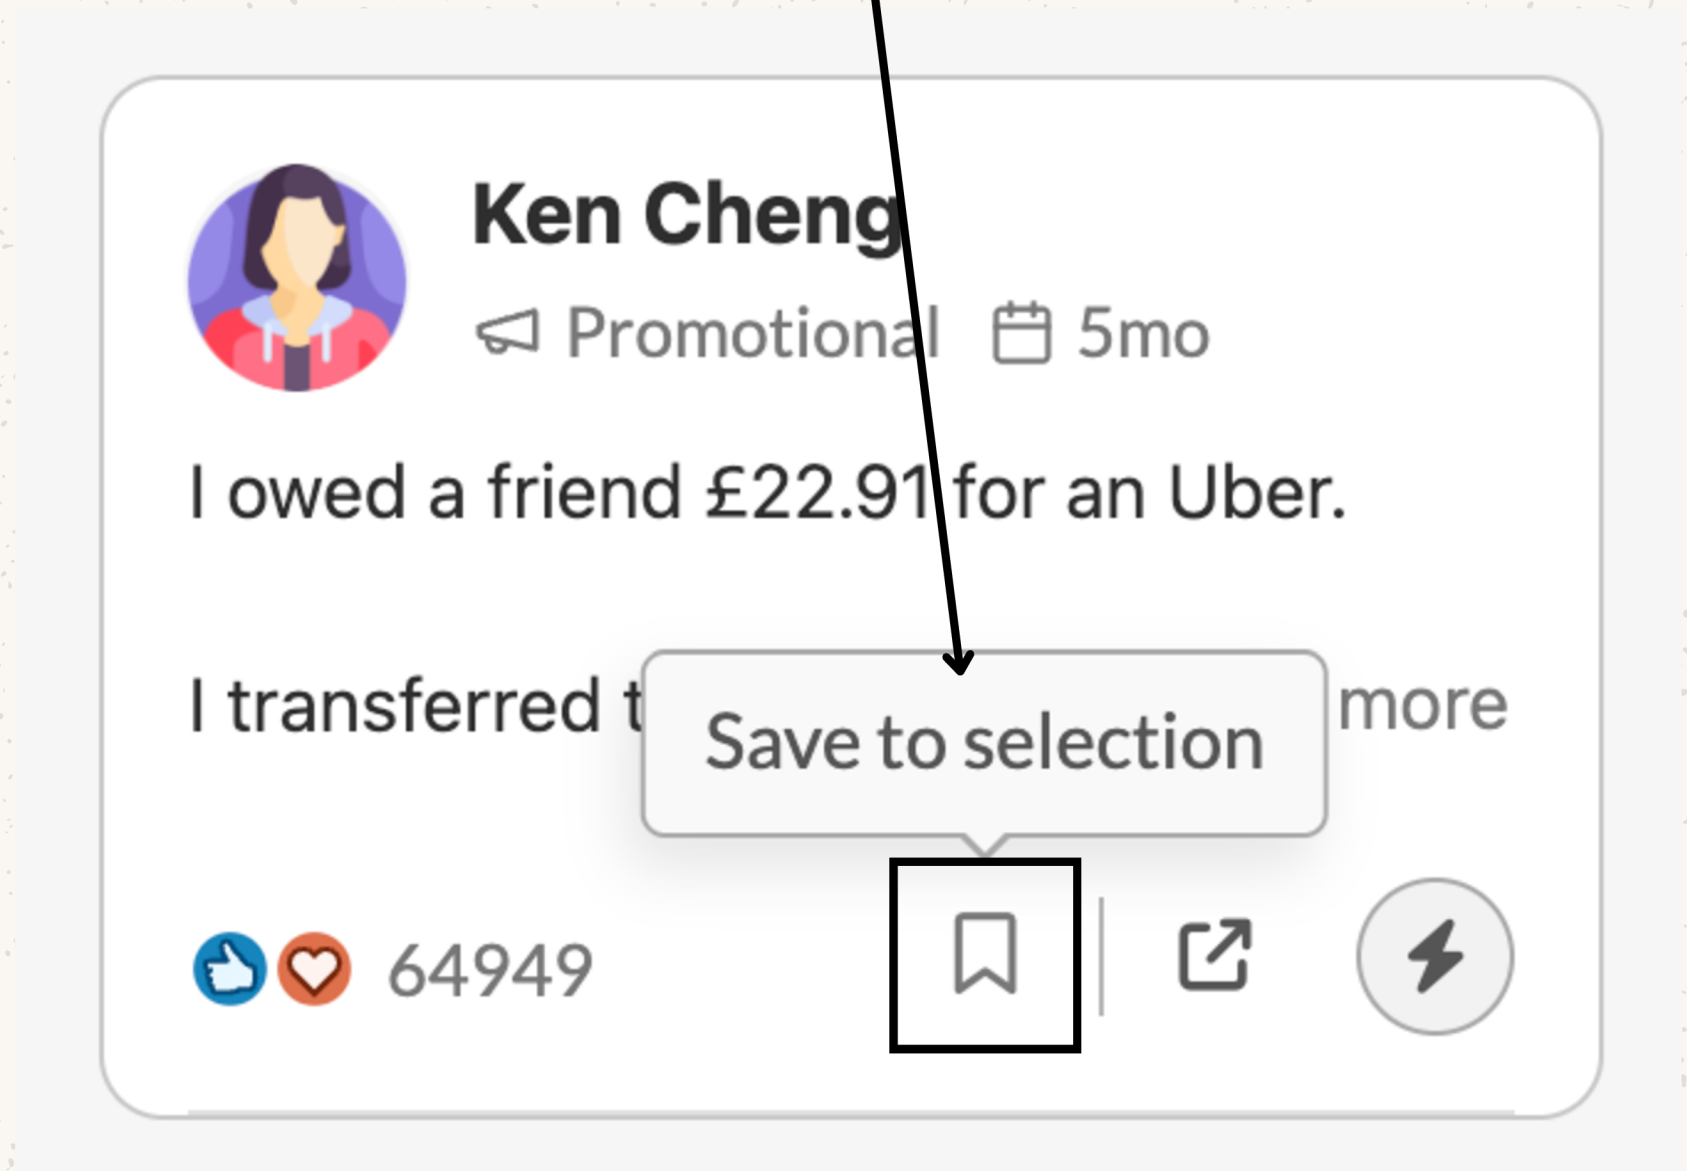 Ken Cheng
Promotional 5mo
I owed a friend £22.91 for an Uber.
I transferred t more
Save to selection
64949